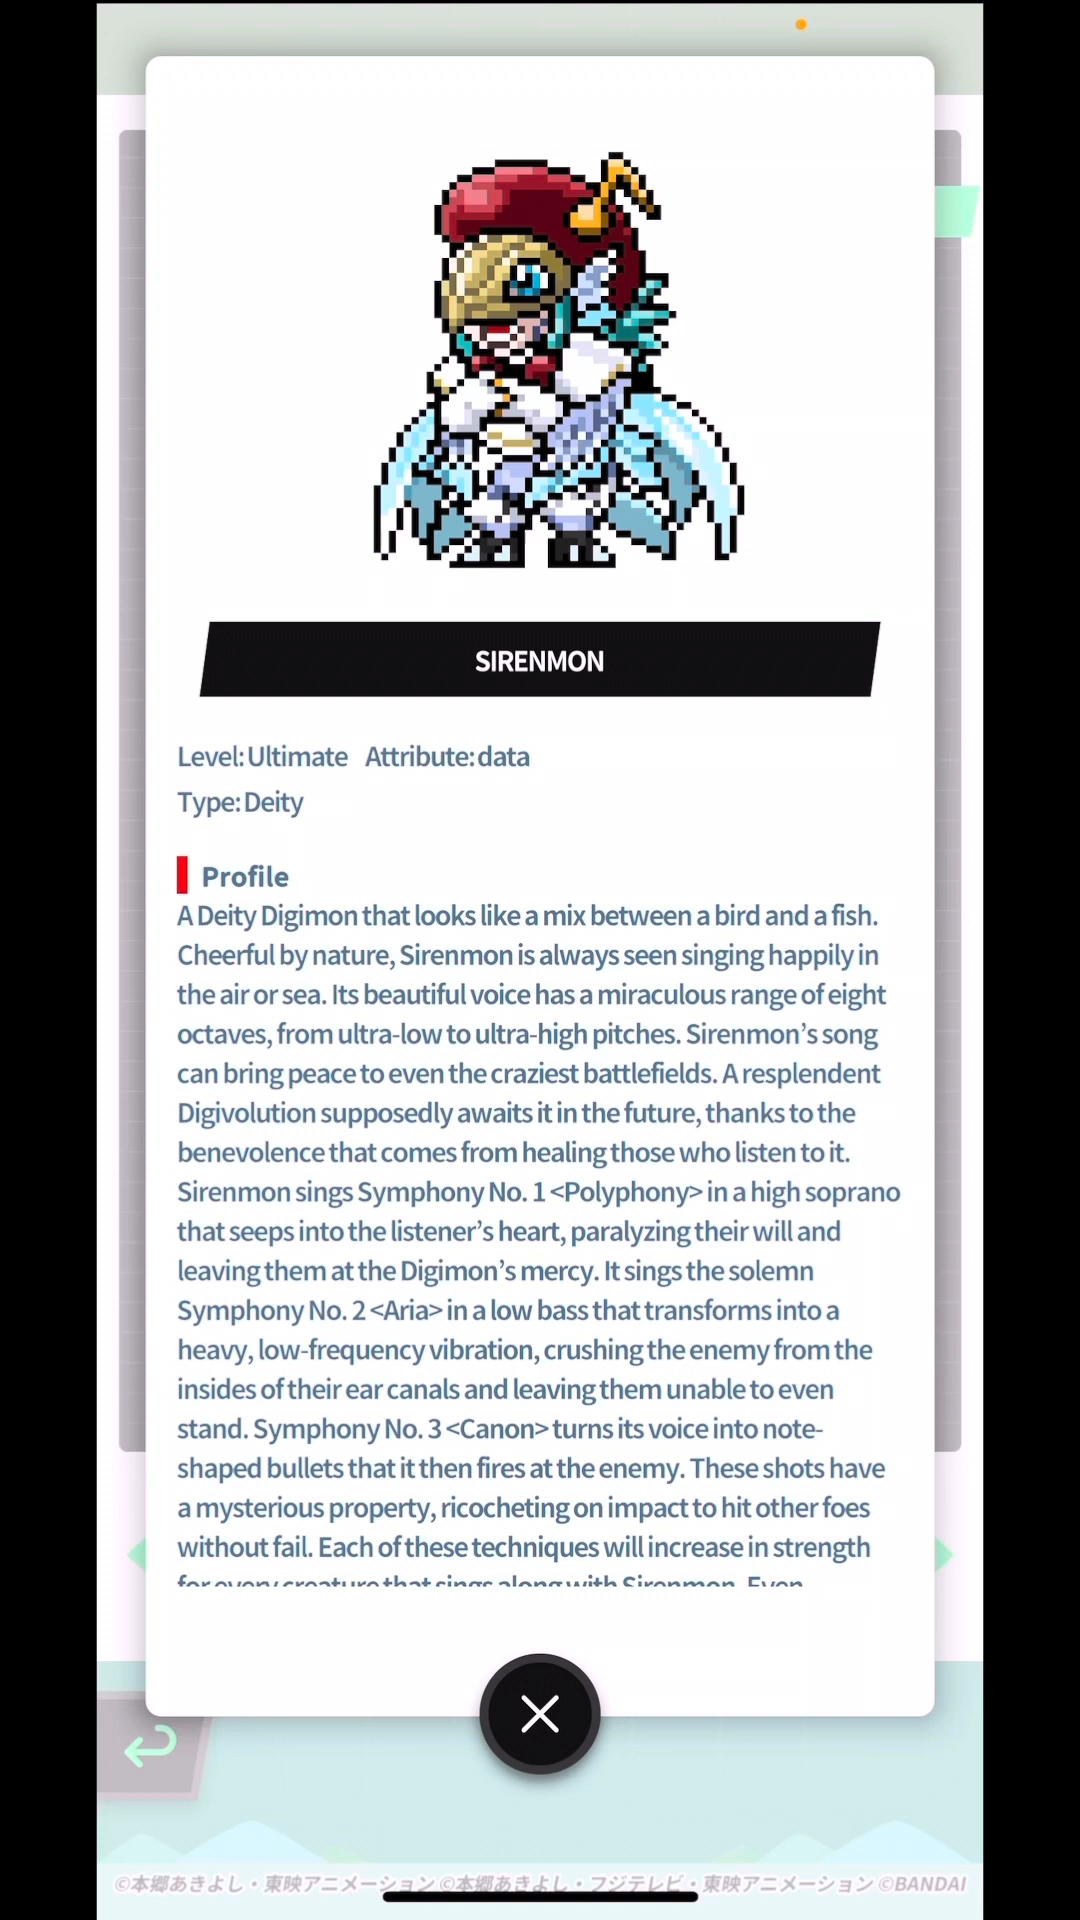 SIRENMON
Level:Ultimate Attribute:data
Type:Deity
Profile
A Deity Digimon that looks like a mix between a bird and a fish.
Cheerful by nature, Sirenmon is always seen singing happily in
the air or sea. Its beautiful voice has a miraculous range of eight
octaves, from ultra-low to ultra-high pitches. Sirenmon’s song
can bring peace to even the craziest battlefields. A resplendent
Digivolution supposedly awaits it in the future, thanks to the
benevolence that comes from healing those who listen to it.
Sirenmon sings Symphony No. 1 <Polyphony> in a high soprano
that seeps into the listener’s heart, paralyzing their will and
leaving them at the Digimon’s mercy. It sings the solemn
Symphony No. 2 <Aria> in a low bass that transforms into a
heavy, low-frequency vibration, crushing the enemy from the
insides of their ear canals and leaving them unable to even
stand. Symphony No. 3 <Canon> turns its voice into note-
shaped bullets that it then fires at the enemy. These shots have
a mysterious property, ricocheting on impact to hit other foes
without fail. Each of these techniques will increase in strength
for every creature that sings along with Sirenmon. Even
©本郷あきよし・東映アニメーション ©本郷あきよし・フジテレビ・東映アニメーション ©BANDAI